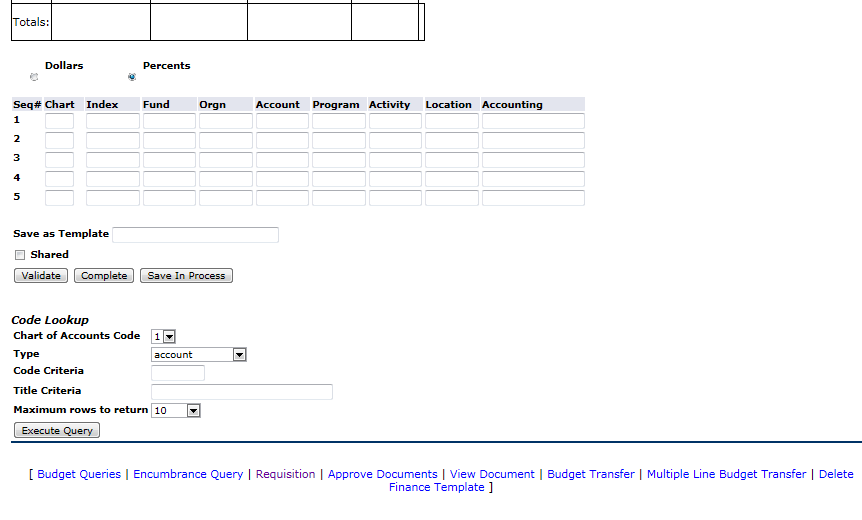 Totals:
Dollars Percents
Seq# Chart Index Fund Orgn Account Program Activity Location Accounting
1
2
3
4
5
Save as Template
Shared
Validate Complete Save In Process
Code Lookup
Chart of Accounts Code 1
Type account
Code Criteria
Title Criteria
Maximum rows to return 10
Execute Query
[ Budget Queries | Encumbrance Query | Requisition | Approve Documents | View Document | Budget Transfer | Multiple Line Budget Transfer | Delete
Finance Template ]